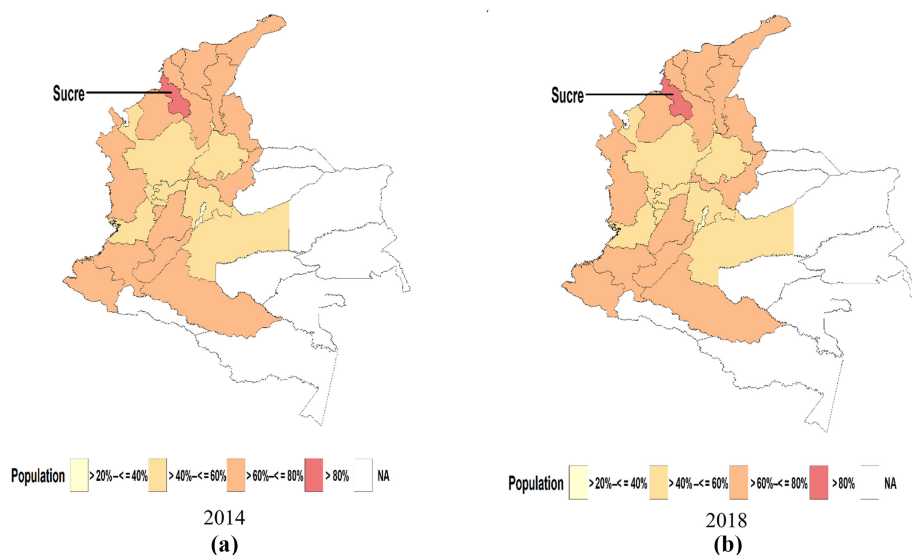 Sucre
Sucre
Population >20%–<=40% >40%–<=60% >60%–<=80% >80% NA
Population >20%–<=40% >40%–<=60% >60%–<=80% >80% NA
2014
(a)
2018
(b)